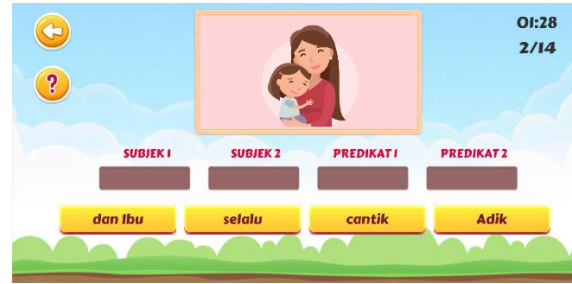 01:28
2/14
?
SUBJEK 1 SUBJEK 2 PREDIKAT 1 PREDIKAT 2
dan Ibu selalu cantik Adik